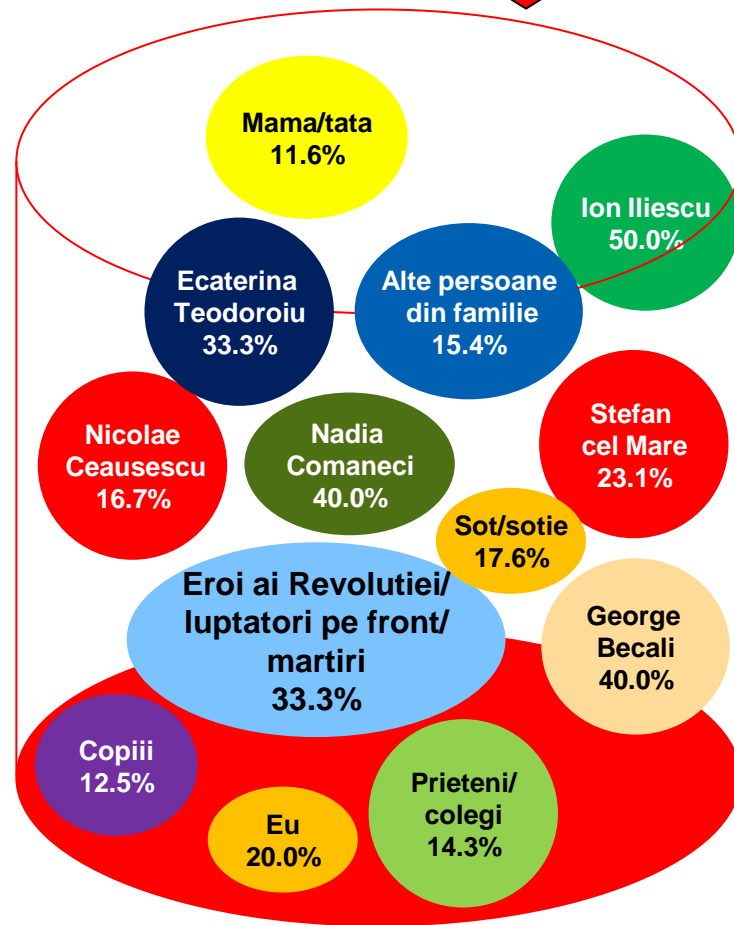 Mama/tata
11.6%
Ion Iliescu
50.0%
Ecaterina
Teodoroiu
33.3%
Alte persoane
din familie
15.4%
Nicolae
Ceausescu
16.7%
Nadia
Comaneci
40.0%
Stefan
cel Mare
23.1%
Sot/sotie
17.6%
Eroi ai Revolutiei/
luptatori pe front/
martiri
33.3%
George
Becali
40.0%
Copiii
12.5%
Eu
20.0%
Prieteni/
colegi
14.3%